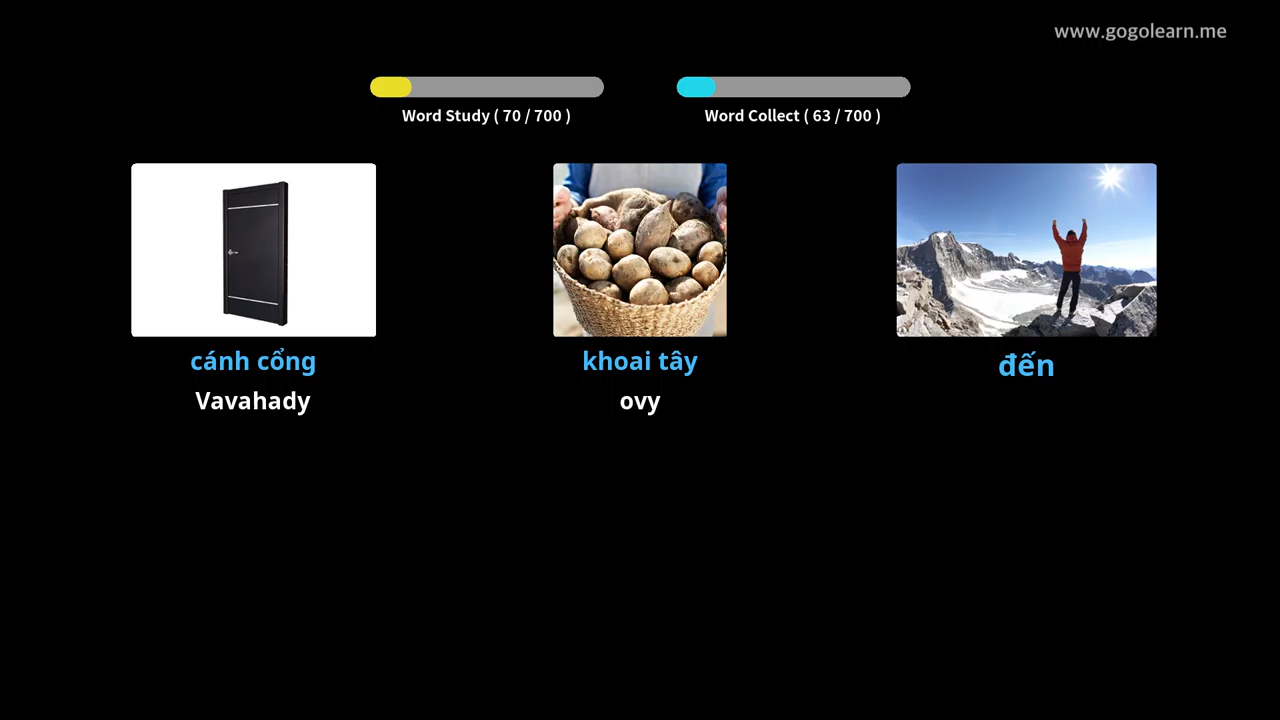 www.gogolearn.me
Word Study ( 70 / 700 )
Word Collect ( 63 / 700 )
cánh cổng
Vavahady
khoai tây
ovy
đến